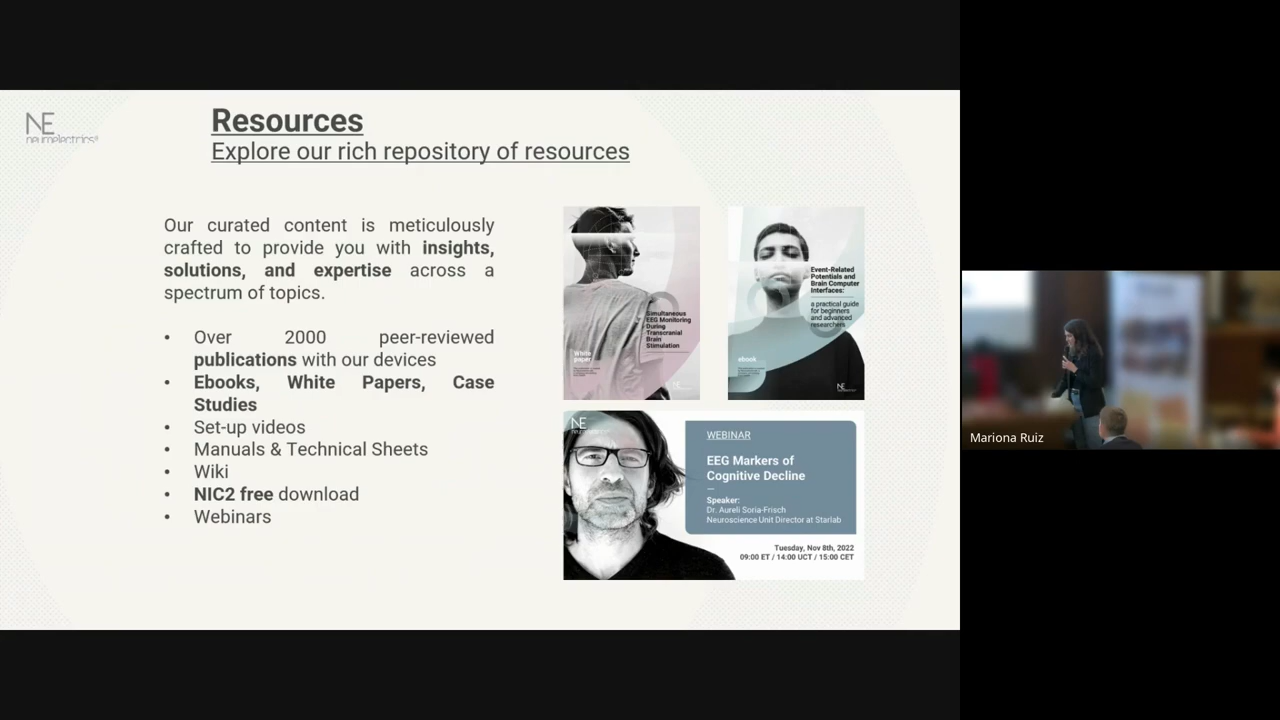 NE
neuroelectrics®
Resources
Explore our rich repository of resources
Our curated content is meticulously
crafted to provide you with insights,
solutions, and expertise across a
spectrum of topics.
• Over 2000 peer-reviewed
publications with our devices
• Ebooks, White Papers, Case
Studies
• Set-up videos
• Manuals & Technical Sheets
• Wiki
• NIC2 free download
• Webinars
Simultaneous
EEG Monitoring
During
Transcranial
Brain
Stimulation
White
paper
NE
Event-Related
Potentials and
Brain Computer
Interfaces:
a practical guide
for beginners
and advanced
researchers
ebook
NE
NE
neuroelectrics
WEBINAR
EEG Markers of
Cognitive Decline
Speaker:
Dr. Aureli Soria-Frisch
Neuroscience Unit Director at Starlab
Tuesday, Nov 8th, 2022
09:00 ET / 14:00 UCT / 15:00 CET
Mariona Ruiz